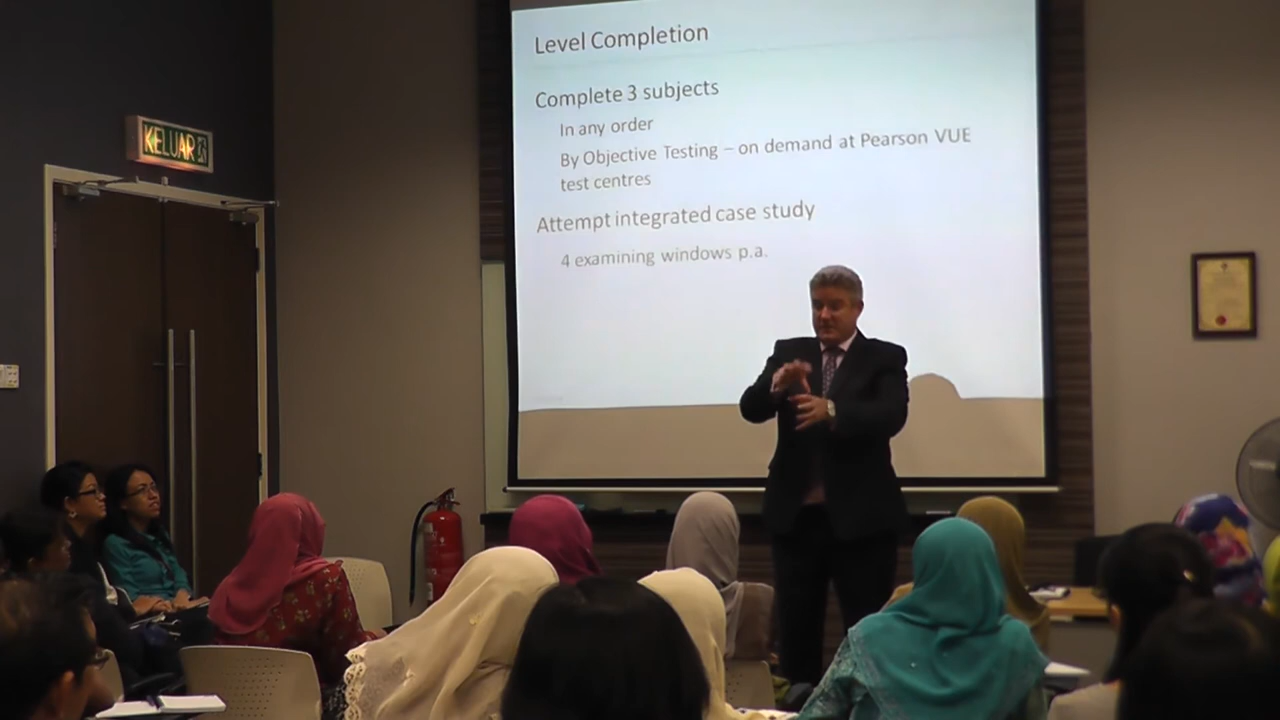 Level Completion
Complete 3 subjects
In any order
By Objective Testing – on demand at Pearson VUE
test centres
Attempt integrated case study
4 examining windows p.a.
KELUAR